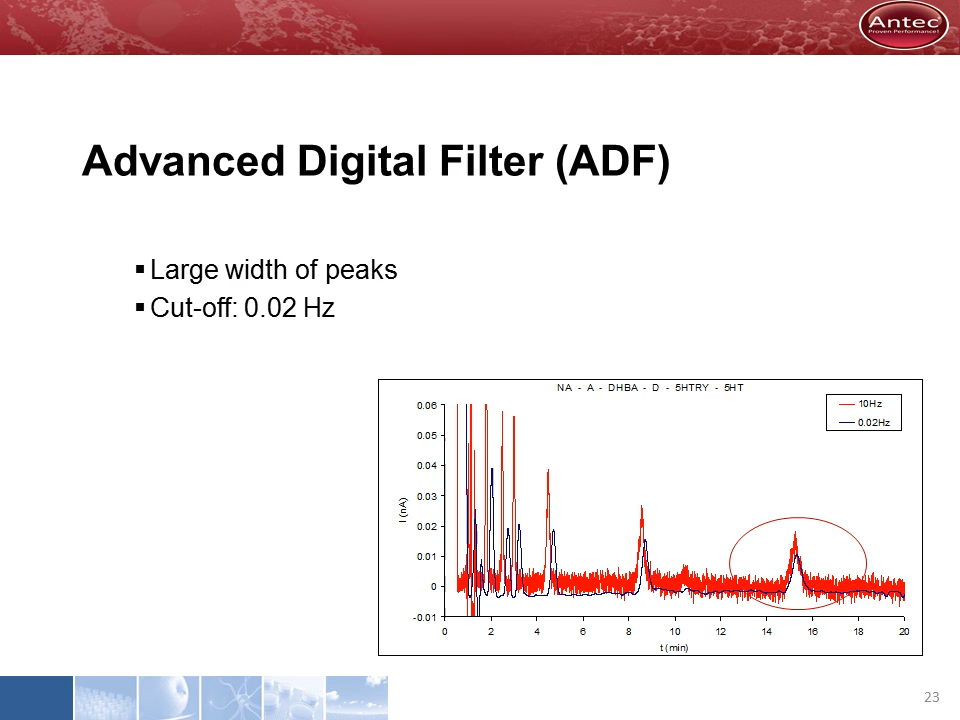 Antec
Proven Performance!
Advanced Digital Filter (ADF)
▪ Large width of peaks
▪ Cut-off: 0.02 Hz
NA - A - DHBA - D - 5HTRY - 5HT
10Hz
0.02Hz
0.06
0.05
0.04
0.03
0.02
0.01
0
-0.01
I (nA)
0 2 4 6 8 10 12 14 16 18 20
t (min)
23